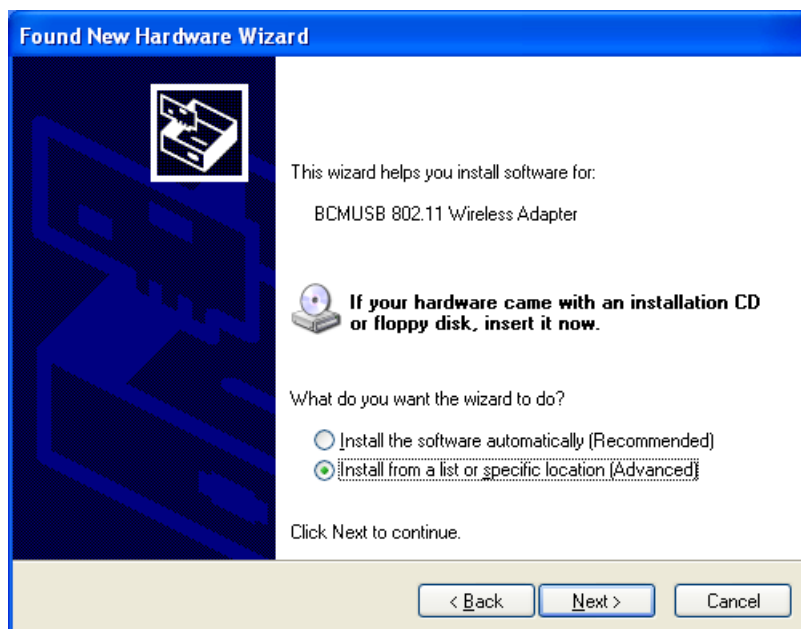 Found New Hardware Wizard
This wizard helps you install software for:
BCMUSB 802.11 Wireless Adapter
If your hardware came with an installation CD
or floppy disk, insert it now.
What do you want the wizard to do?
Install the software automatically (Recommended)
Install from a list or specific location (Advanced)
Click Next to continue.
< Back Next > Cancel